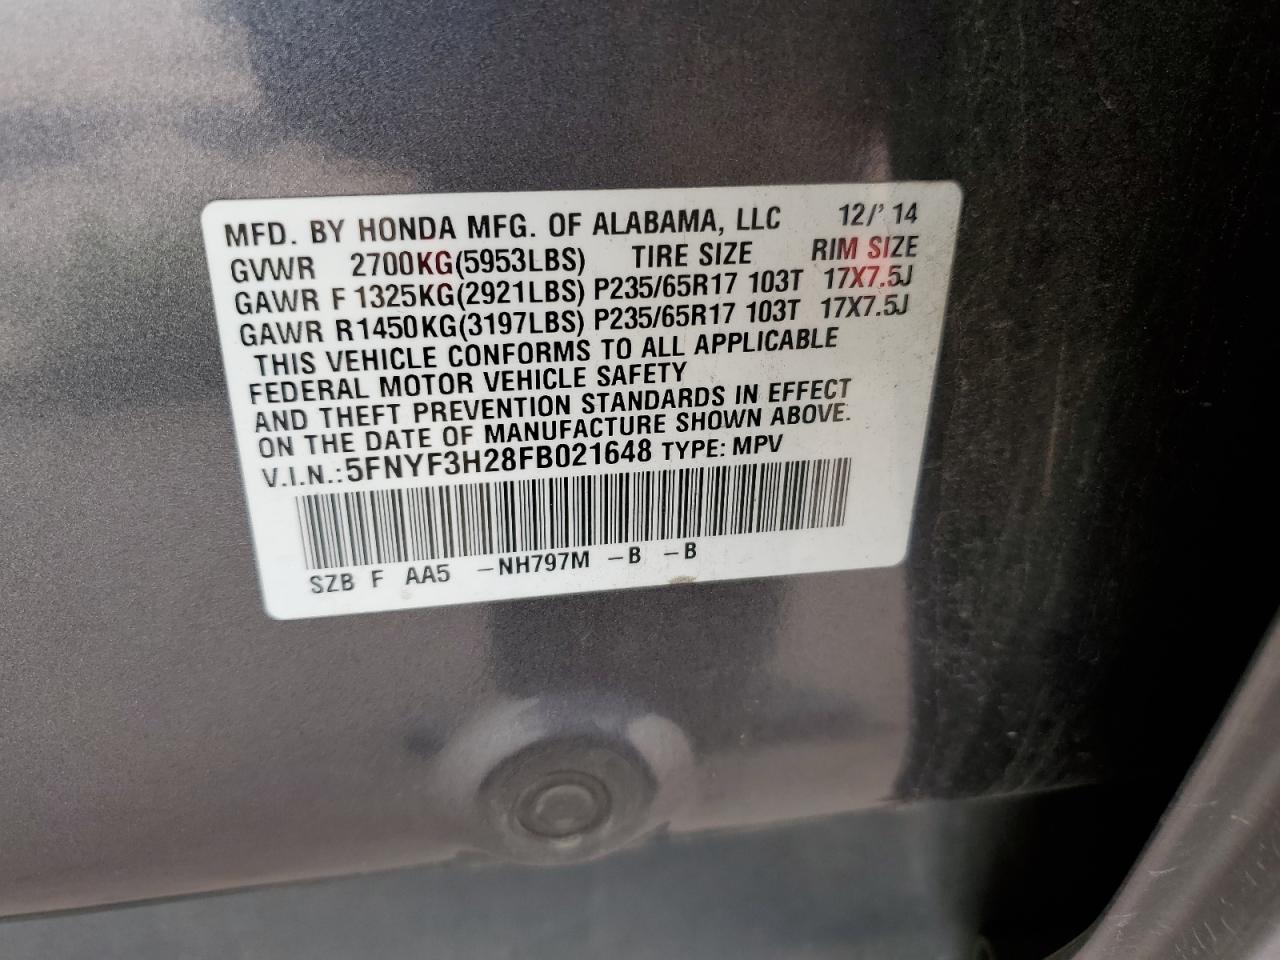 MFD. BY HONDA MFG. OF ALABAMA, LLC 12/' 14
GVWR 2700KG(5953LBS) TIRE SIZE RIM SIZE
GAWR F 1325KG(2921LBS) P235/65R17 103T 17X7.5J
GAWR R1450KG(3197LBS) P235/65R17 103T 17X7.5J
THIS VEHICLE CONFORMS TO ALL APPLICABLE
FEDERAL MOTOR VEHICLE SAFETY
AND THEFT PREVENTION STANDARDS IN EFFECT
ON THE DATE OF MANUFACTURE SHOWN ABOVE.
V.I.N.:5FNYF3H28FB021648 TYPE: MPV
SZB F AA5 -NH797M -B -B